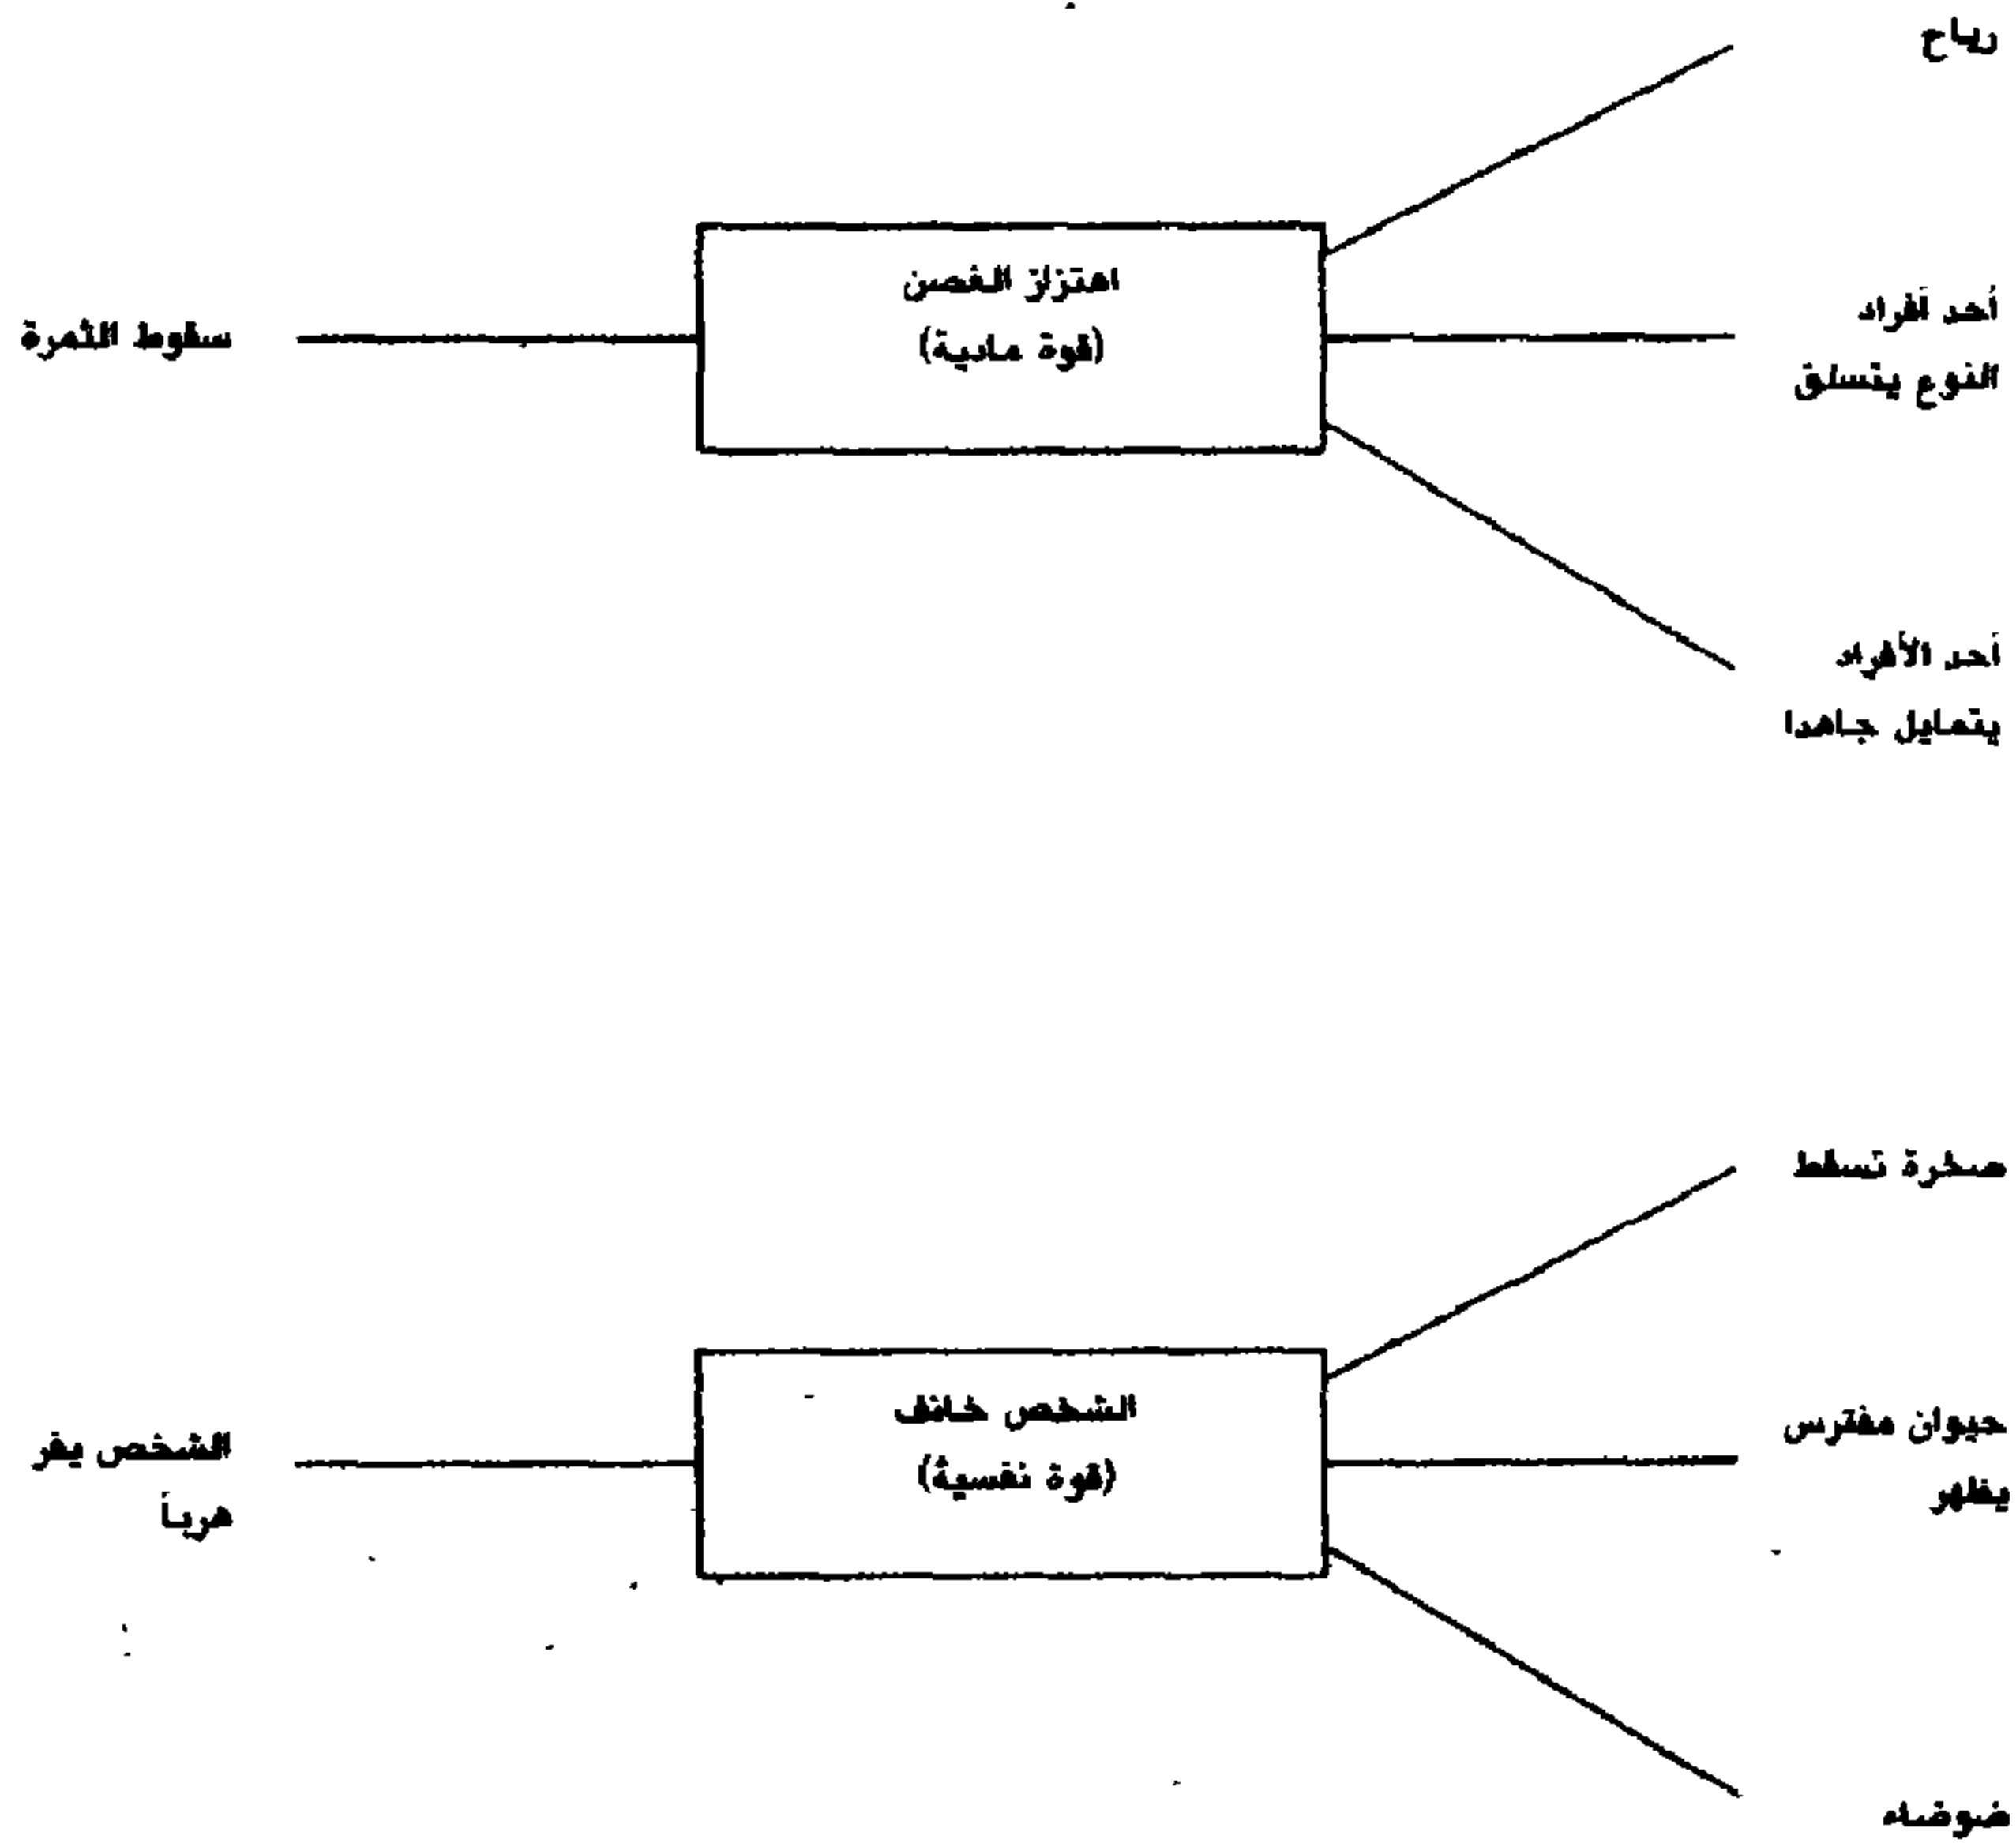 رياح
أحد أفراد
النوع يتسلق
أحد الأفراد
يتمايل جاهدا
اهتزاز الغصن
(قوة مادية)
سقوط الثمرة
صخرة تسقط
حيوان مفترس
يظهر
ضوضاء
الشخص خائف
(قوة نفسية)
الشخص يفر
هربا